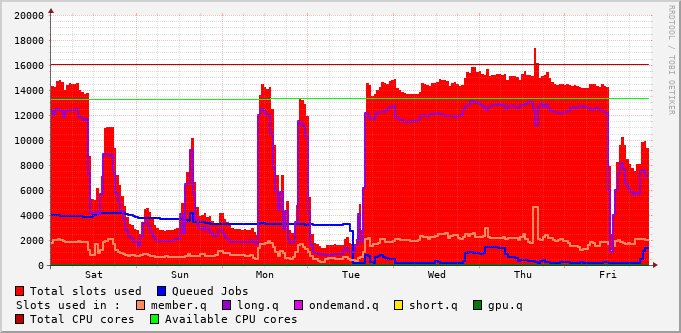 20000
18000
16000
14000
12000
10000
8000
6000
4000
2000
0
Sat Sun Mon Tue Wed Thu Fri
RRDTOOL / TOBI OETIKER
Total slots used Queued Jobs
Slots used in : member.q long.q ondemand.q short.q gpu.q
Total CPU cores Available CPU cores